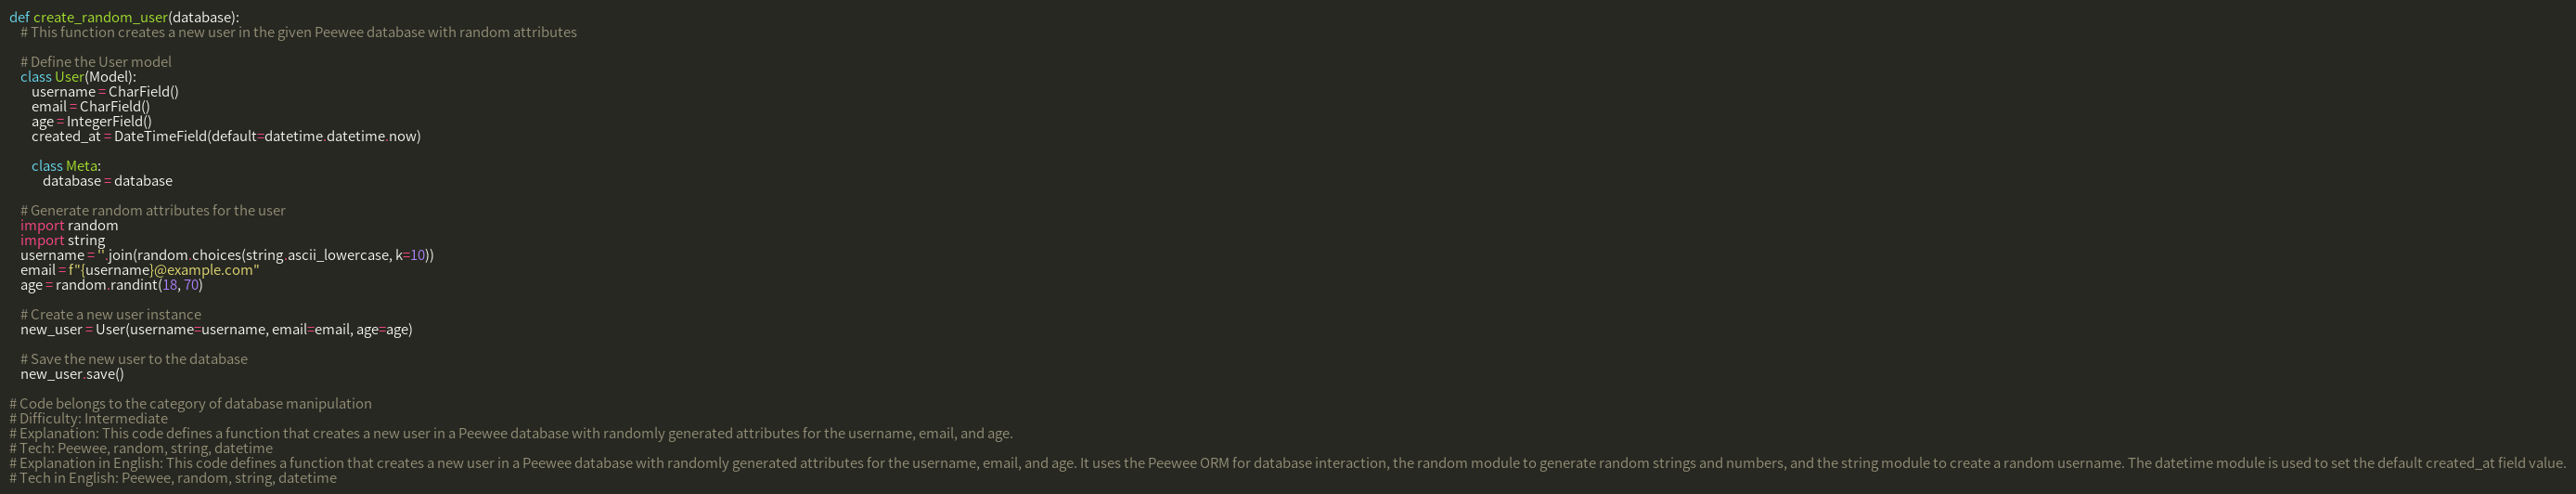 def create_random_user(database):
# This function creates a new user in the given Peewee database with random attributes
# Define the User model
class User(Model):
username = CharField()
email = CharField()
age = IntegerField()
created_at = DateTimeField(default=datetime.datetime.now)
class Meta:
database = database
# Generate random attributes for the user
import random
import string
username = ''.join(random.choices(string.ascii_lowercase, k=10))
email = f"{username}@example.com"
age = random.randint(18, 70)
# Create a new user instance
new_user = User(username=username, email=email, age=age)
# Save the new user to the database
new_user.save()
# Code belongs to the category of database manipulation
# Difficulty: Intermediate
# Explanation: This code defines a function that creates a new user in a Peewee database with randomly generated attributes for the username, email, and age.
# Tech: Peewee, random, string, datetime
# Explanation in English: This code defines a function that creates a new user in a Peewee database with randomly generated attributes for the username, email, and age. It uses the Peewee ORM for database interaction, the random module to generate random strings and numbers, and the string module to create a random username. The datetime module is used to set the default created_at field value.
# Tech in English: Peewee, random, string, datetime